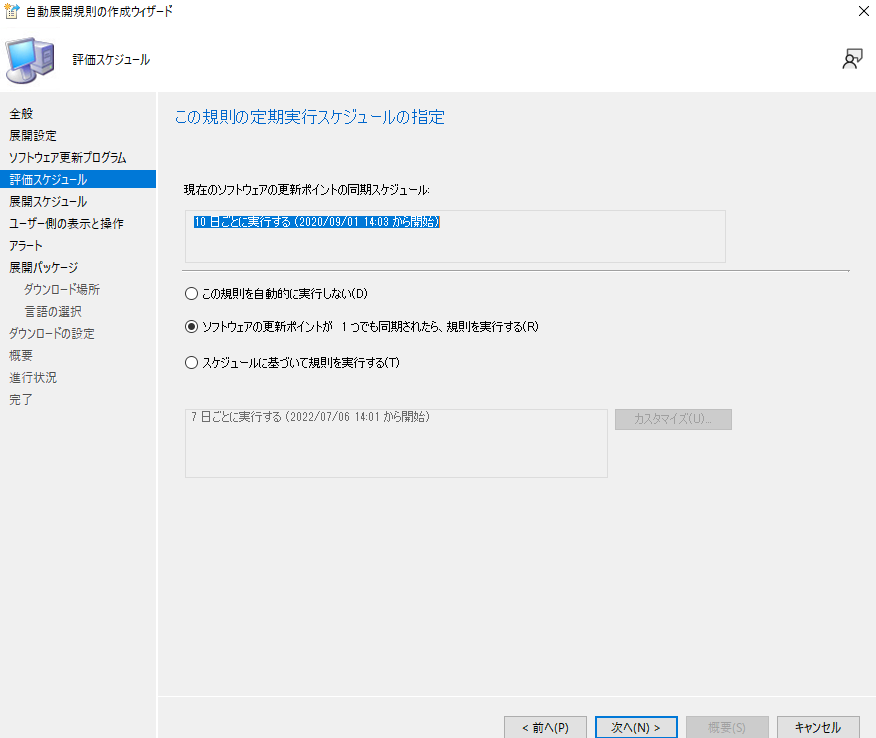 自動展開規則の作成ウィザード
評価スケジュール
全般
展開設定
ソフトウェア更新プログラム
評価スケジュール
展開スケジュール
ユーザー側の表示と操作
アラート
展開パッケージ
ダウンロード場所
言語の選択
ダウンロードの設定
概要
進行状況
完了
この規則の定期実行スケジュールの指定
現在のソフトウェアの更新ポイントの同期スケジュール:
10 日ごとに実行する (2020/09/01 14:03 から開始)
この規則を自動的に実行しない(D)
ソフトウェアの更新ポイントが 1 つでも同期されたら、規則を実行する(R)
スケジュールに基づいて規則を実行する(T)
7 日ごとに実行する (2022/07/06 14:01 から開始)
カスタマイズ(U)...
< 前へ(P)
次へ(N) >
概要(S)
キャンセル